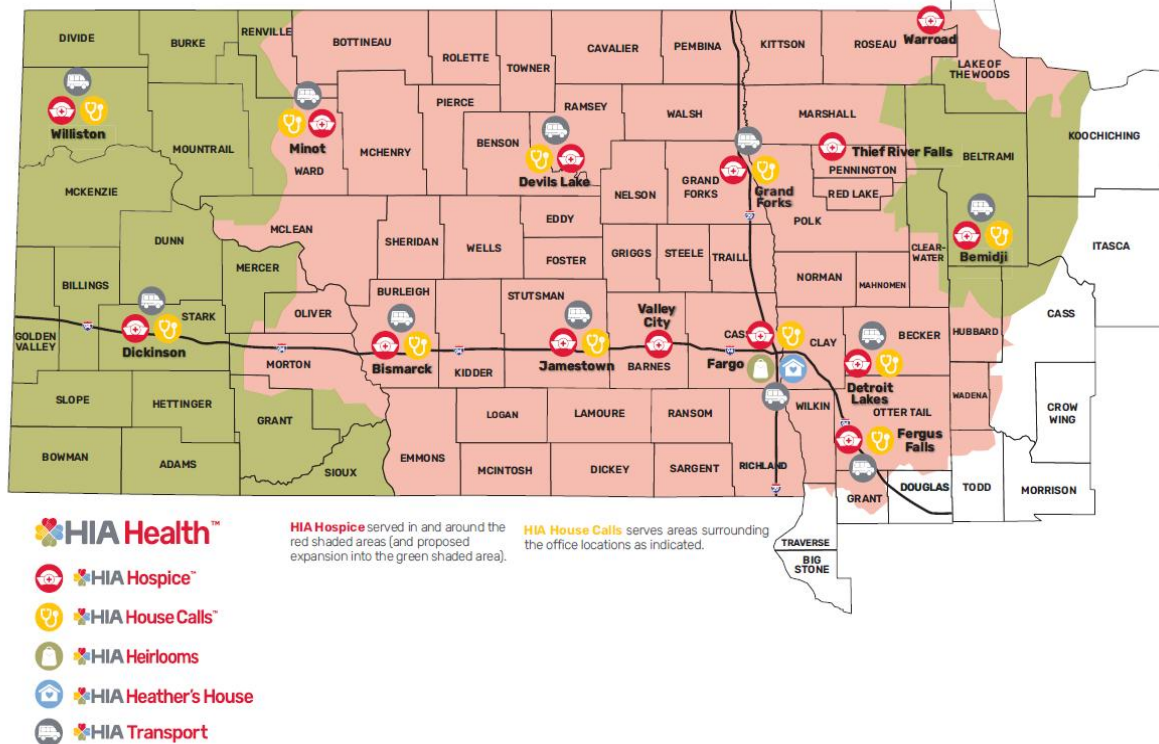 DIVIDE
BURKE
RENVILLE
BOTTINEAU
ROLETTE
TOWNER
CAVALIER
PEMBINA
KITTSON
ROSEAU
Warroad
LAKE OF
THE WOODS
KOOCHICHING
Williston
MOUNTRAIL
Minot
WARD
MCHENRY
PIERCE
BENSON
RAMSEY
Devils Lake
WALSH
MARSHALL
Thief River Falls
PENNINGTON
RED LAKE
BELTRAMI
MCKENZIE
NELSON
GRAND
FORKS
Grand
Forks
POLK
CLEAR-
WATER
Bemidji
ITASCA
DUNN
MCLEAN
SHERIDAN
WELLS
EDDY
FOSTER
GRIGGS
STEELE
TRAILL
NORMAN
MAHNOMEN
BILLINGS
MERCER
OLIVER
BURLEIGH
STUTSMAN
Valley
City
CASS
CLAY
BECKER
HUBBARD
CASS
GOLDEN
VALLEY
94
STARK
Dickinson
94
MORTON
Bismarck
94
KIDDER
Jamestown
BARNES
94
Fargo
29
Detroit
Lakes
SLOPE
HETTINGER
GRANT
LOGAN
LAMOURE
RANSOM
WILKIN
OTTER TAIL
WADENA
CROW
WING
94
Fergus
Falls
BOWMAN
ADAMS
SIOUX
EMMONS
MCINTOSH
DICKEY
SARGENT
RICHLAND
29
GRANT
DOUGLAS
TODD
MORRISON
TRAVERSE
BIG
STONE
HIA Health™
HIA Hospice served in and around the
red shaded areas (and proposed
expansion into the green shaded area).
HIA House Calls serves areas surrounding
the office locations as indicated.
HIA Hospice™
HIA House Calls™
HIA Heirlooms
HIA Heather's House
HIA Transport